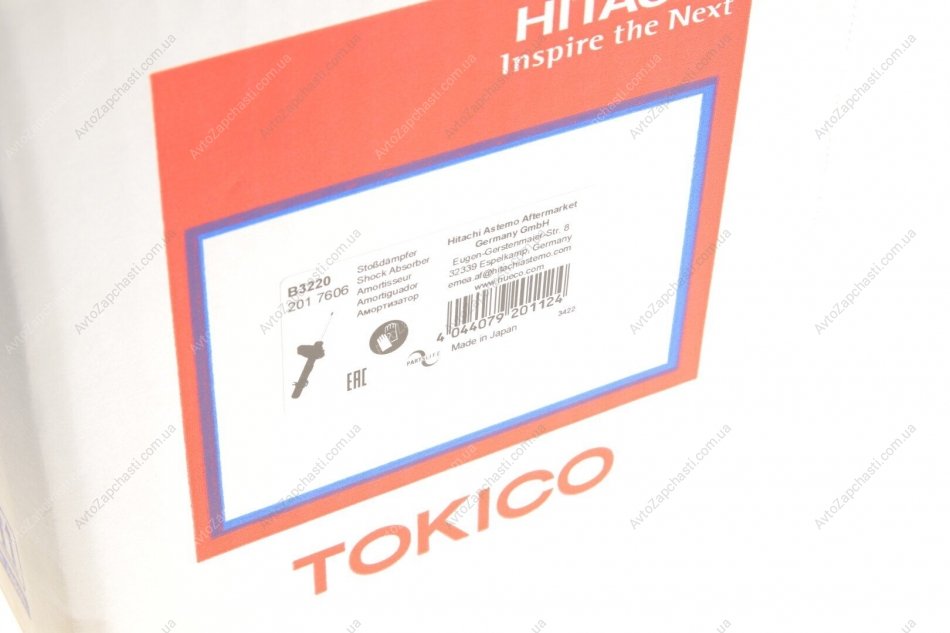 HITAC
Inspire the Next
B3220
201 7606
Stoßdämpfer
Shock Absorber
Amortisseur
Amortiguador
Амортизатор
Hitachi Astemo Aftermarket
Germany GmbH
Eugen-Gerstenmaier-Str. 8
32339 Espelkamp, Germany
emea.af@hitachiastemo.com
www.hueco.com
4 044079 201124
Made in Japan
3422
PARTSLIFE
EAC
TOKICO
AvtoZapchasti.com.ua